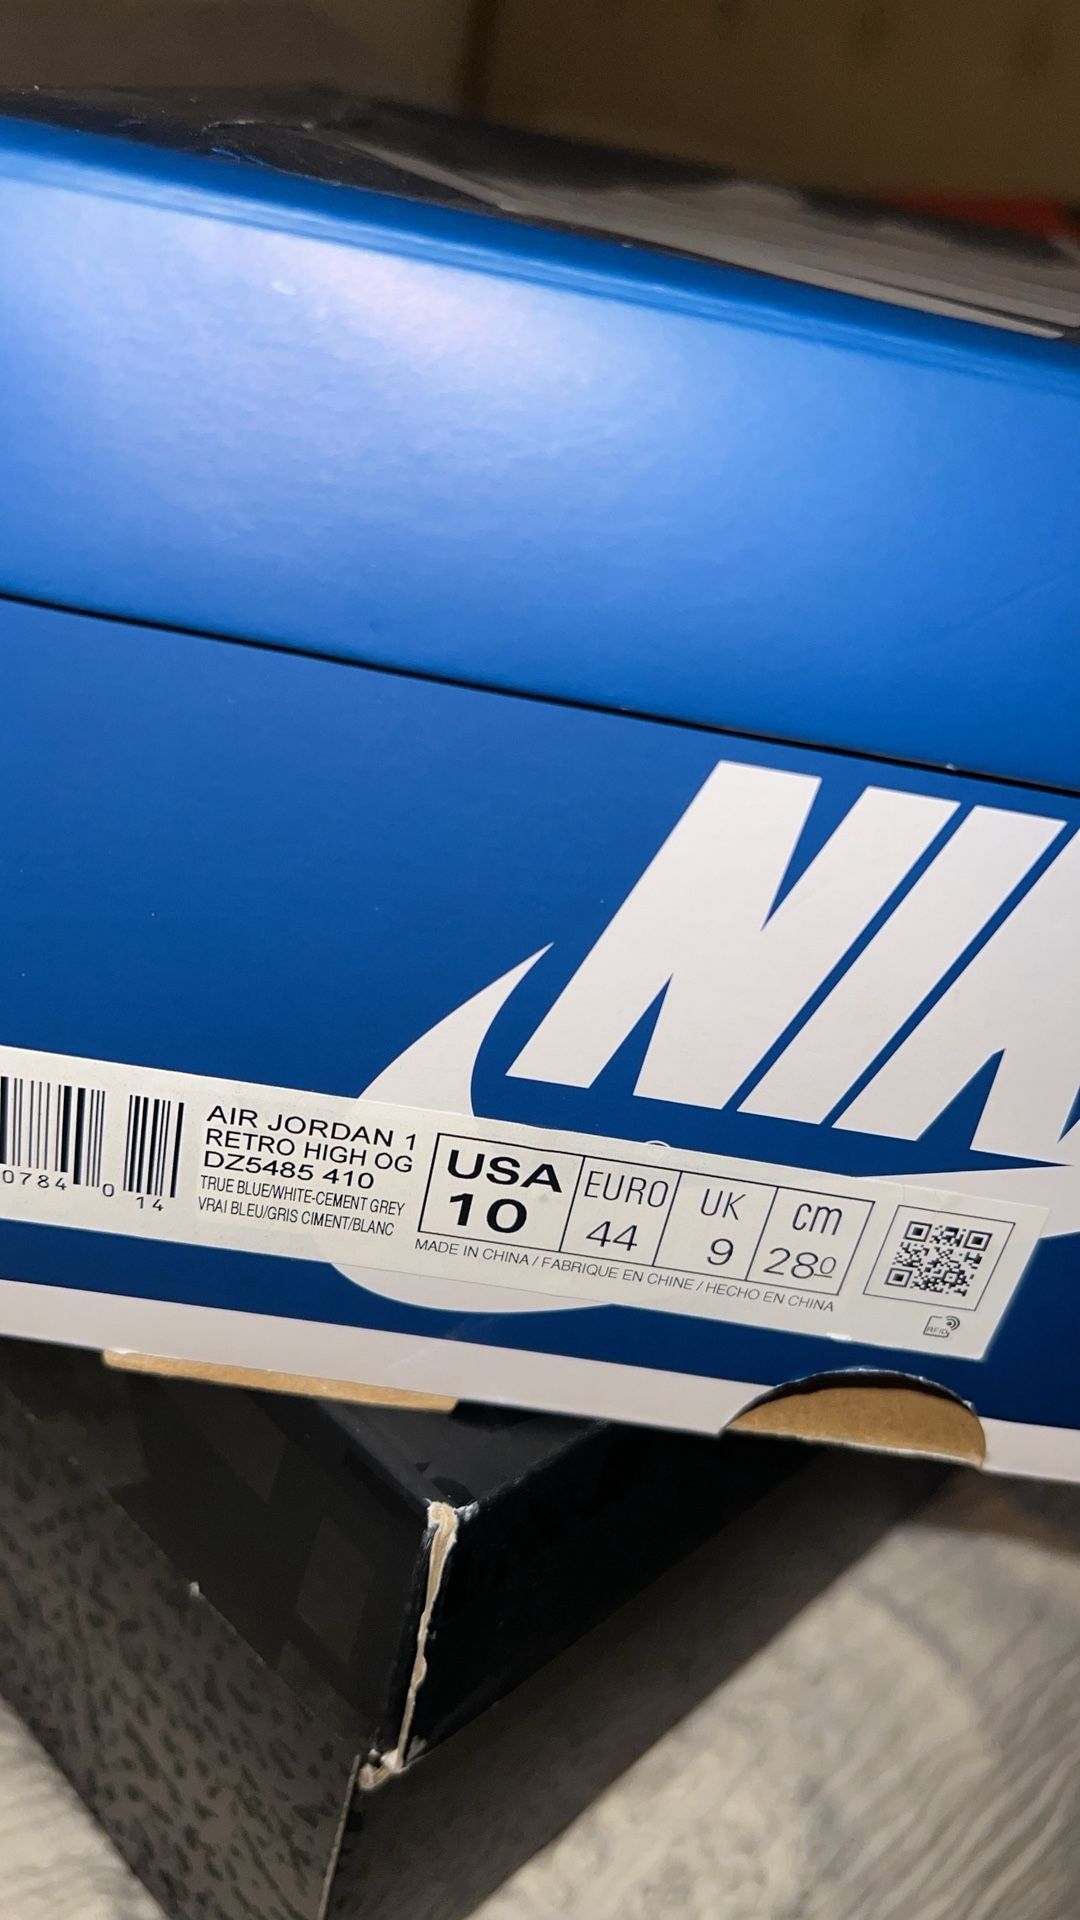 NIK
AIR JORDAN 1
RETRO HIGH OG
DZ5485 410
TRUE BLUE/WHITE-CEMENT GREY
VRAI BLEU/GRIS CIMENT/BLANC
0784 0
14
USA
10
EURO
44
UK
9
cm
28º
MADE IN CHINA / FABRIQUE EN CHINE / HECHO EN CHINA
RFID